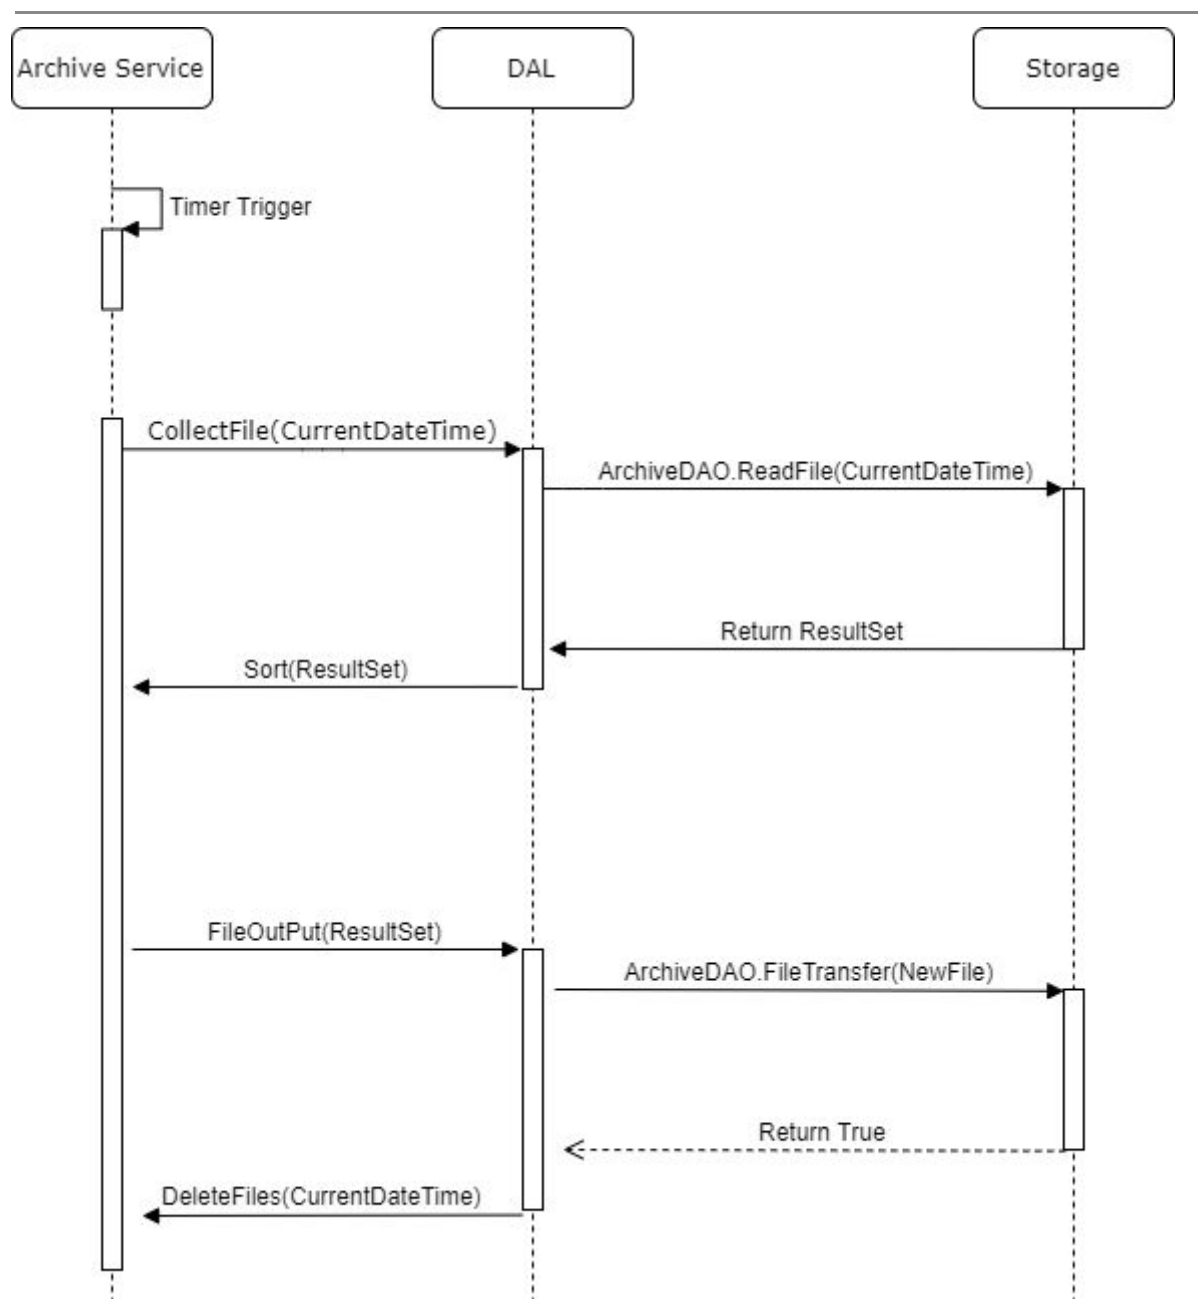 Archive Service
DAL
Storage
Timer Trigger
CollectFile(CurrentDateTime)
ArchiveDAO.ReadFile(CurrentDateTime)
Return ResultSet
Sort(ResultSet)
FileOutPut(ResultSet)
ArchiveDAO.FileTransfer(NewFile)
Return True
DeleteFiles(CurrentDateTime)